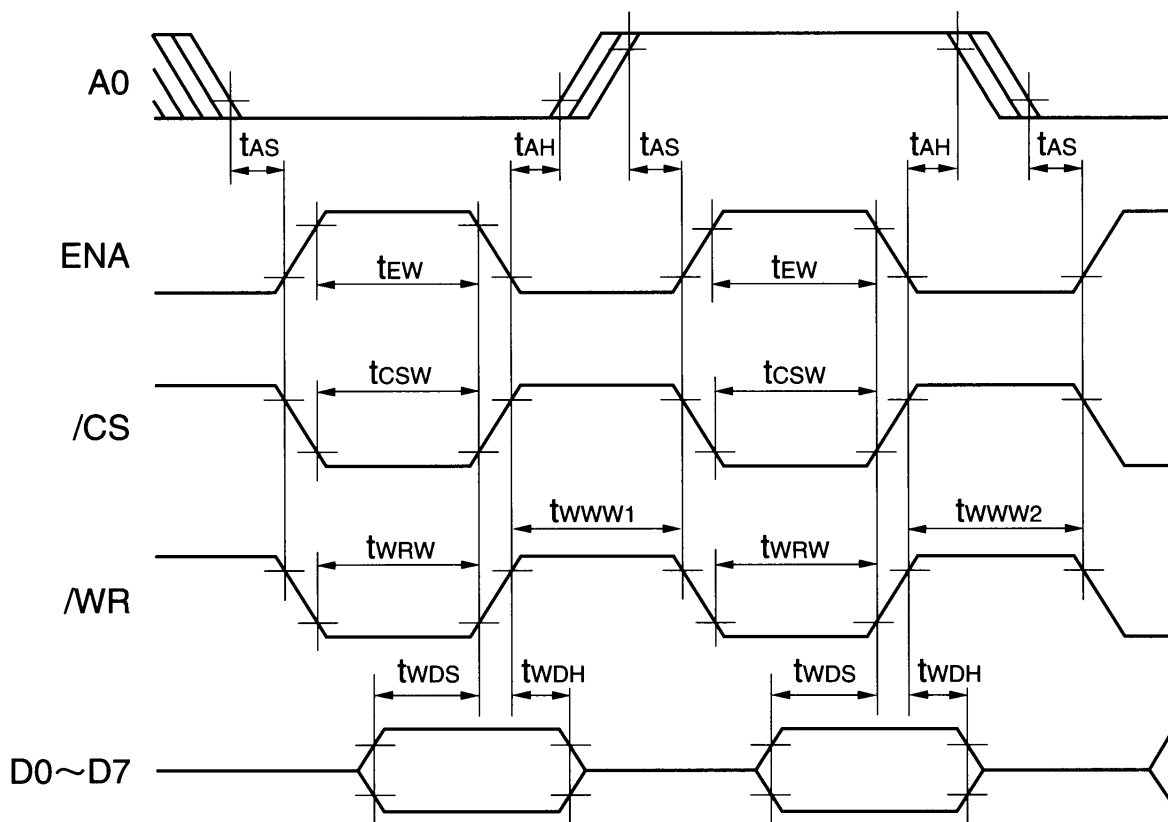 A0
tAS
tAH
tAS
tAH
tAS
ENA
tEW
tEW
/CS
tCSW
tCSW
tWWW1
tWWW2
/WR
tWRW
tWRW
tWDS
tWDH
tWDS
tWDH
D0～D7